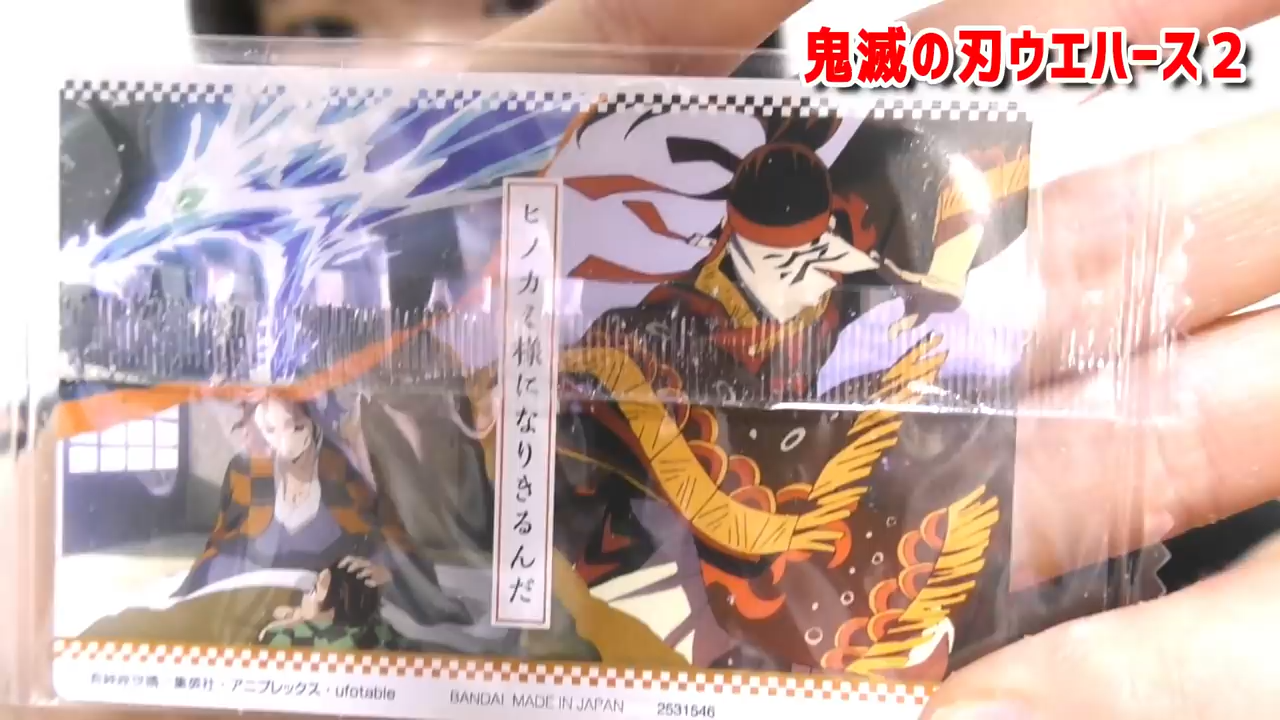 鬼滅の刃ウエハース2
ヒノカミ様になりきるんだ
集英社・アニプレックス・ufotable
BANDAI MADE IN JAPAN
2531546